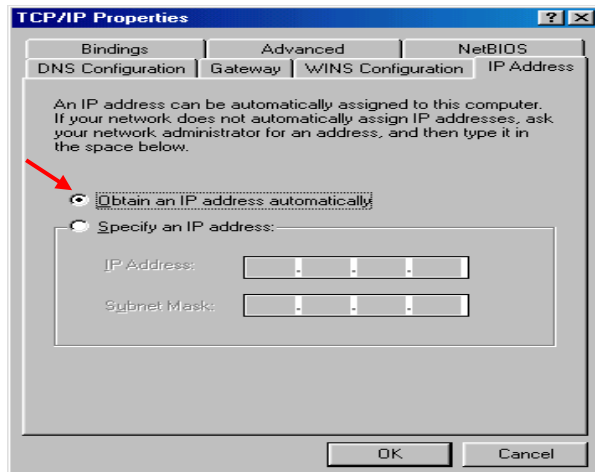 TCP/IP Properties
? ×
Bindings Advanced NetBIOS
DNS Configuration Gateway WINS Configuration IP Address
An IP address can be automatically assigned to this computer.
If your network does not automatically assign IP addresses, ask
your network administrator for an address, and then type it in
the space below.
Obtain an IP address automatically
Specify an IP address:
IP Address:
. . .
Subnet Mask:
. . .
OK Cancel